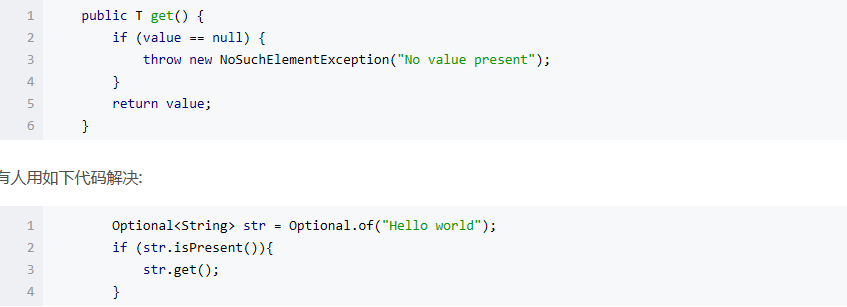 1 public T get() {
2 if (value == null) {
3 throw new NoSuchElementException("No value present");
4 }
5 return value;
6 }
有人用如下代码解决:
1 Optional<String> str = Optional.of("Hello world");
2 if (str.isPresent()){
3 str.get();
4 }